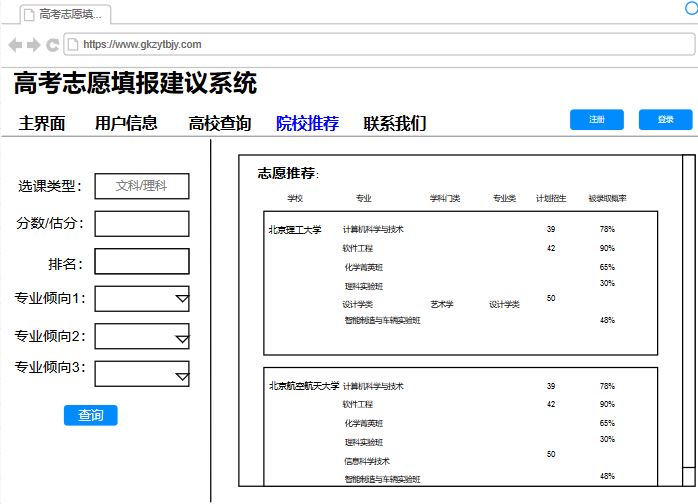 高考志愿填...
https://www.gkzytbjy.com
高考志愿填报建议系统
主界面 用户信息 高校查询 院校推荐 联系我们 注册 登录
选课类型： 文科/理科
分数/估分：
排名：
专业倾向1：
专业倾向2：
专业倾向3：
查询
志愿推荐：
学校 专业 学科门类 专业类 计划招生 被录取概率
北京理工大学 计算机科学与技术 39 78%
软件工程 42 90%
化学菁英班 65%
理科实验班 30%
设计学类 艺术学 设计学类 50
智能制造与车辆实验班 48%
北京航空航天大学 计算机科学与技术 39 78%
软件工程 42 90%
化学菁英班 65%
理科实验班 30%
信息科学技术 50
智能制造与车辆实验班 48%